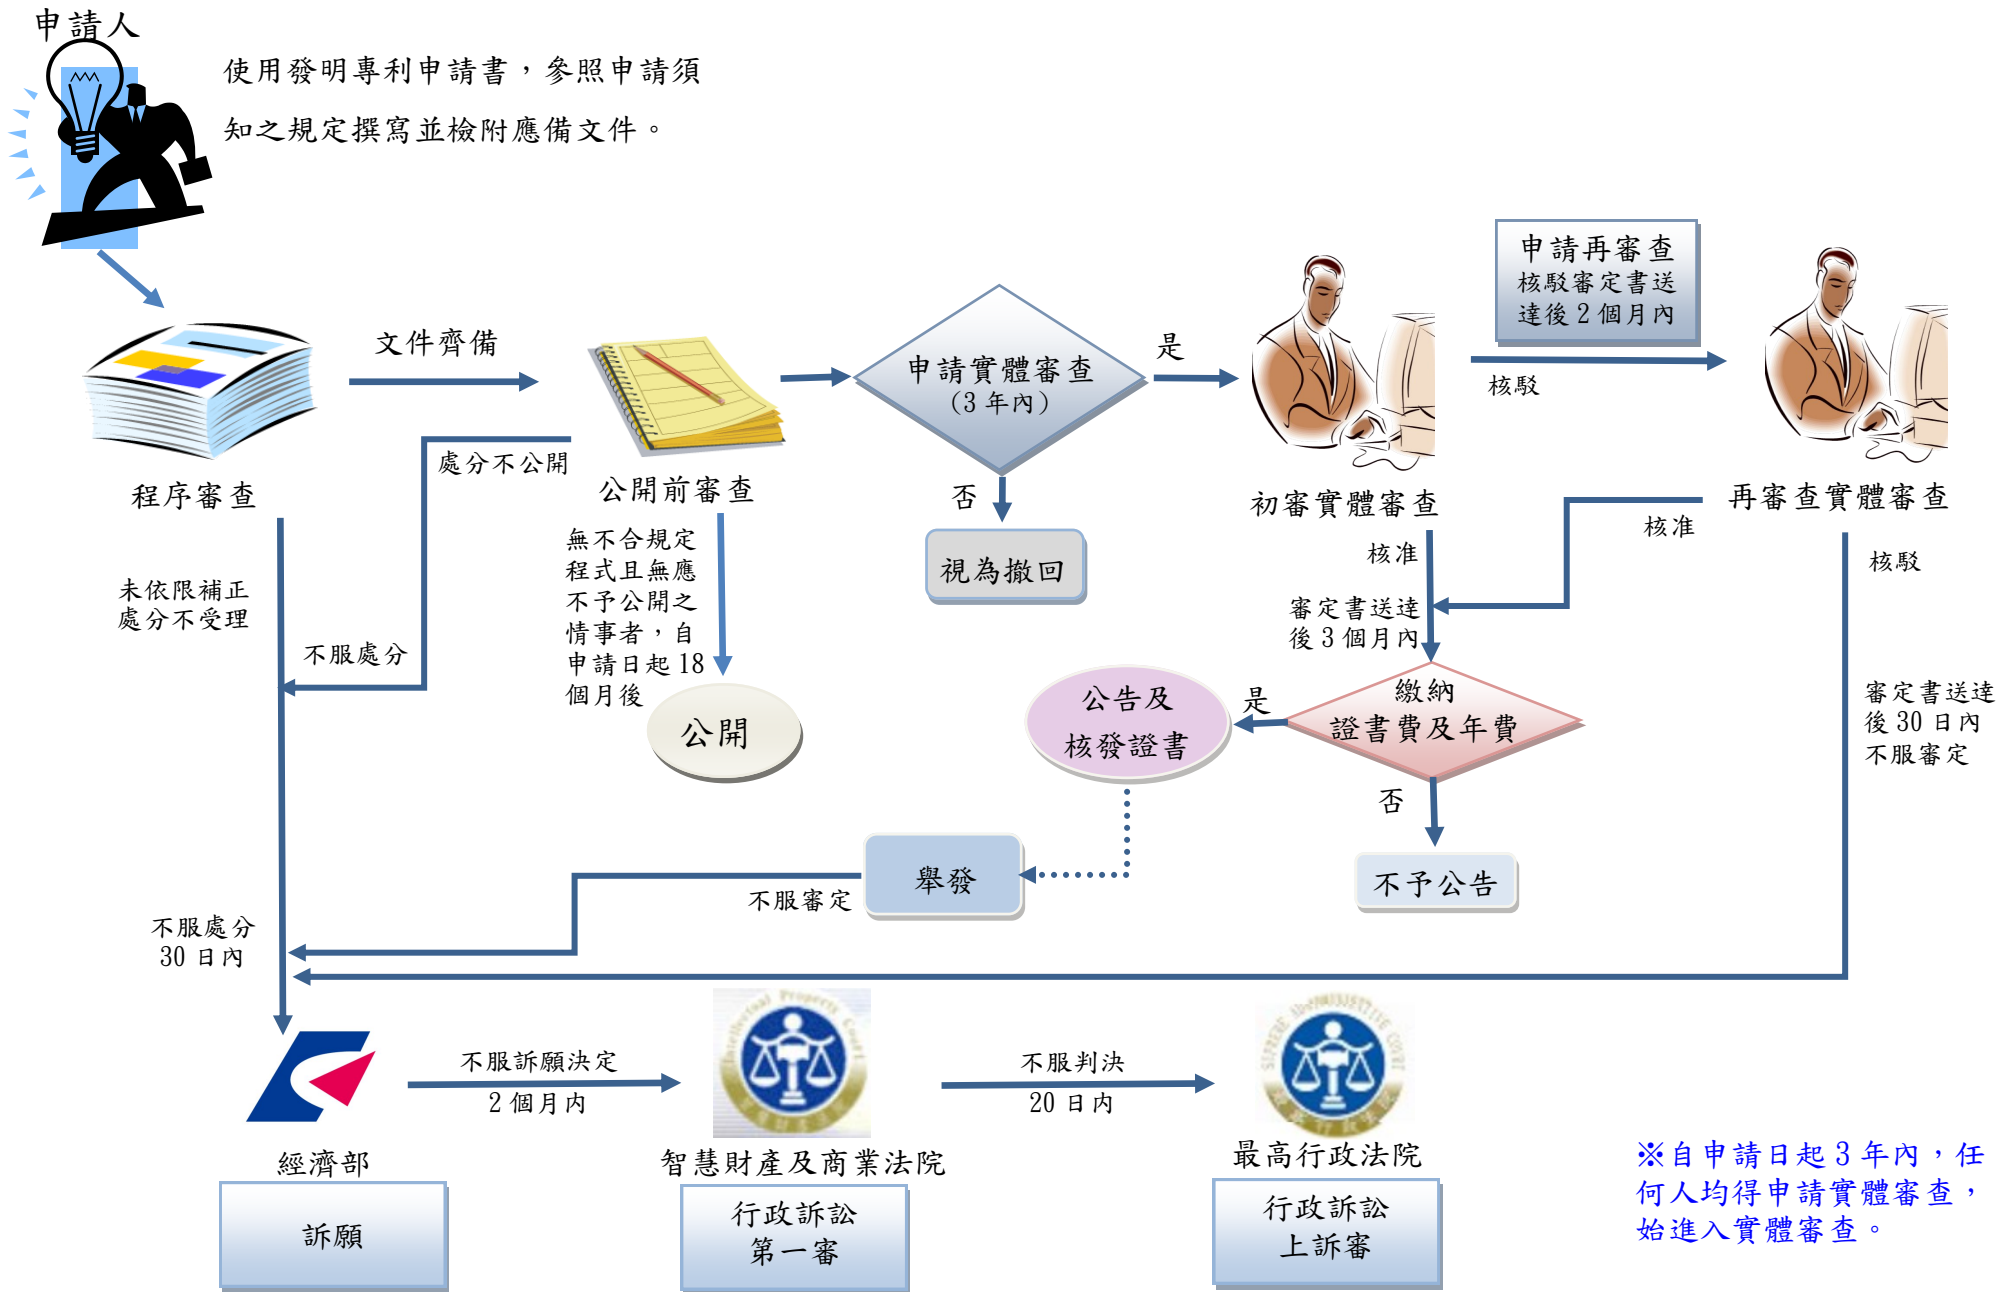 申請人
使用發明專利申請書，參照申請須
知之規定撰寫並檢附應備文件。
申請再審查
核駁審定書送
達後 2 個月內
文件齊備
申請實體審查
(3 年內)
是
核駁
處分不公開
程序審查
公開前審查
否
初審實體審查
再審查實體審查
核准
無不合規定
程式且無應
不予公開之
情事者，自
申請日起 18
個月後
視為撤回
核准
核駁
未依限補正
處分不受理
審定書送達
後 3 個月內
不服處分
公開
公告及
核發證書
是
繳納
證書費及年費
審定書送達
後 30 日內
不服審定
否
舉發
不予公告
不服審定
不服處分
30 日內
Intellectual Property Court
SUPREME ADMINISTRATIVE COURT
不服訴願決定
2 個月內
不服判決
20 日內
經濟部
智慧財產及商業法院
最高行政法院
訴願
行政訴訟
第一審
行政訴訟
上訴審
※自申請日起 3 年內，任
何人均得申請實體審查，
始進入實體審查。